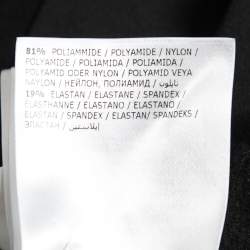 81% POLIAMMIDE / POLYAMIDE / NYLON /
POLYAMIDE / POLIAMIDA / POLIAMIDA /
POLYAMID ODER NYLON / POLYAMID VEYA
NAYLON / НЕЙЛОН, ПОЛИАМИД / نايلون
19% ELASTAN / ELASTANE / SPANDEX /
ELASTHANNE / ELASTANO / ELASTANO /
ELASTAN / SPANDEX / ELASTAN/ SPANDEKS /
ЭЛАСТАН / إيلاستين